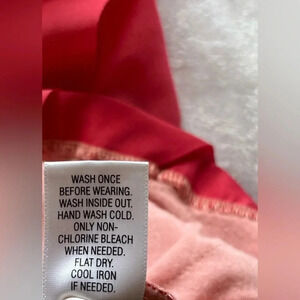 WASH ONCE
BEFORE WEARING.
WASH INSIDE OUT.
HAND WASH COLD.
ONLY NON-
CHLORINE BLEACH
WHEN NEEDED.
FLAT DRY.
COOL IRON
IF NEEDED.